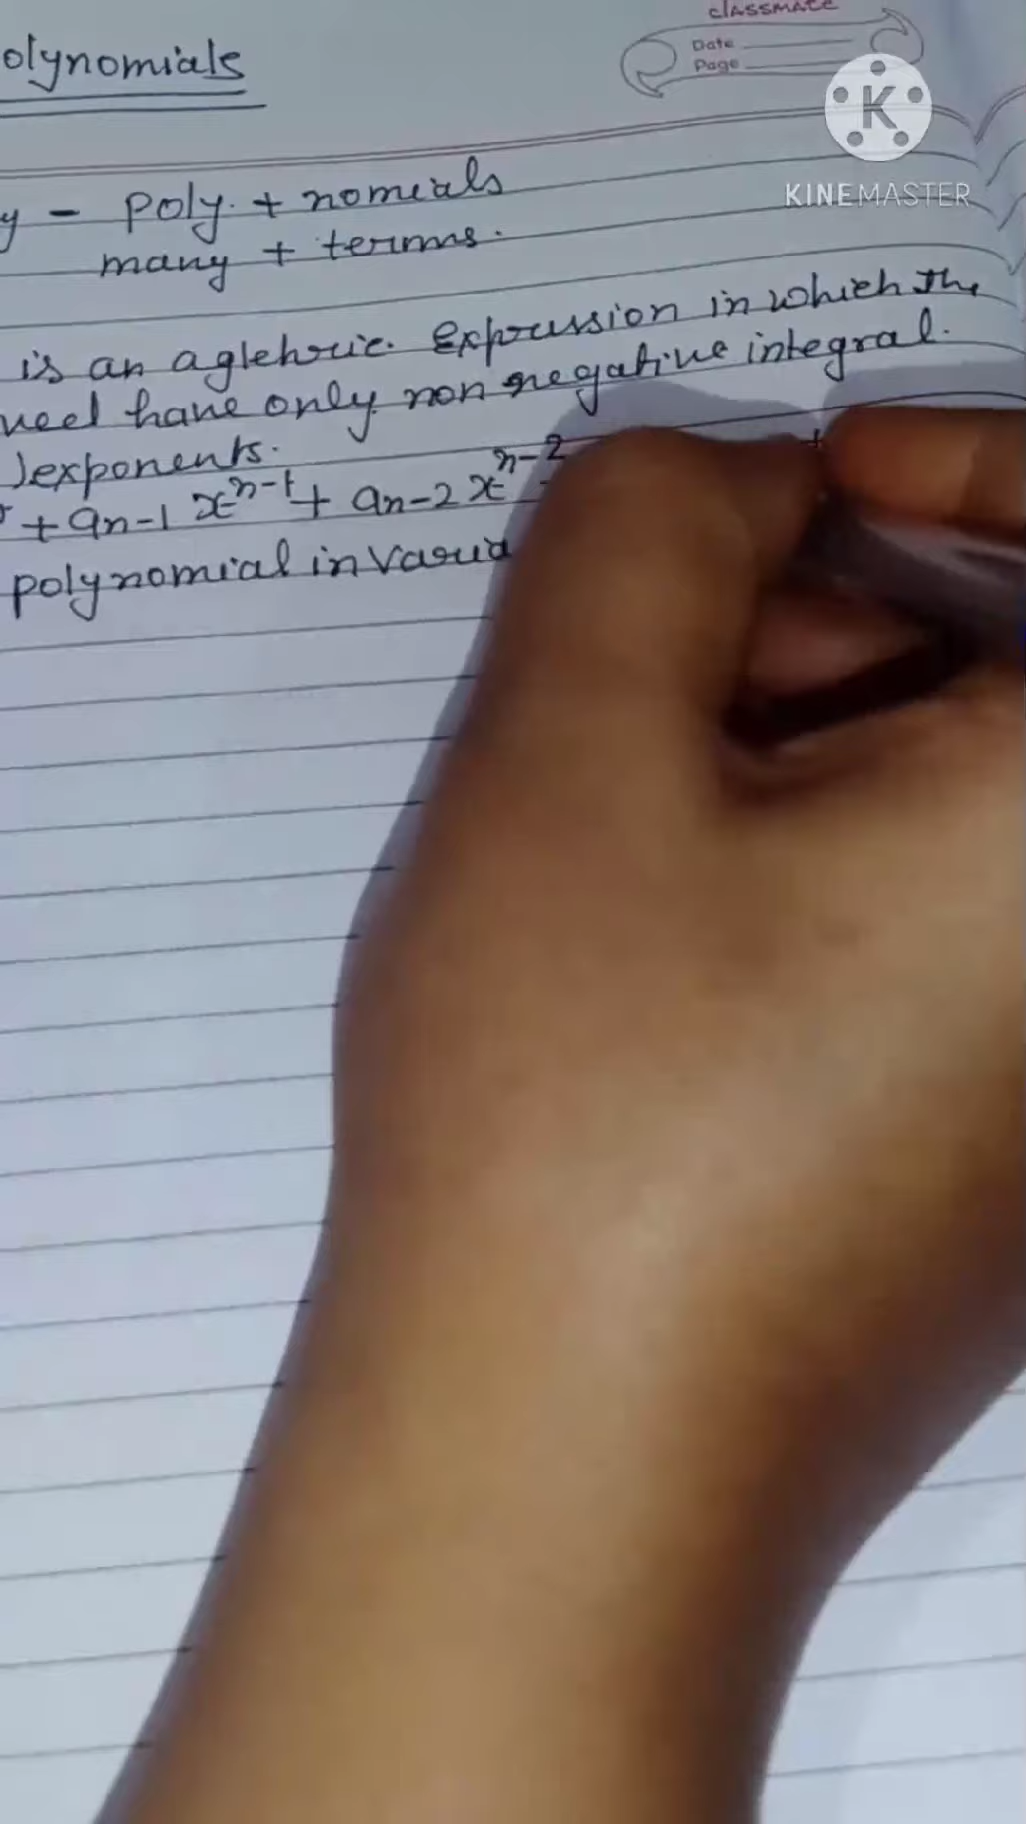 classmate
Date
Page
olynomials
KINEMASTER
y - poly. + nomials
many + terms.
is an aglebric. Expression in which the
have only non negative integral.
exponents.
+ an-1 x^n-1 + an-2 x^n-2
polynomial in varia